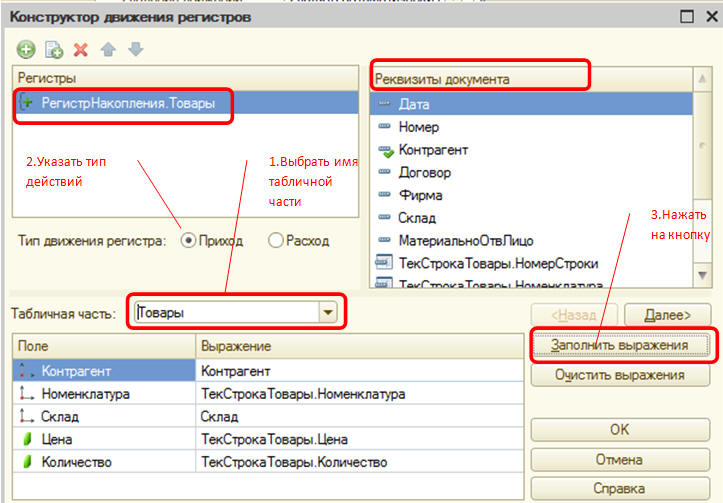 Конструктор движения регистров
Регистры
РегистрНакопления.Товары
2.Указать тип
действий
1.Выбрать имя
табличной
части
Тип движения регистра:
Приход
Расход
Реквизиты документа
Дата
Номер
Контрагент
Договор
Фирма
Склад
МатериальноОтвЛицо
ТекСтрокаТовары.НомерСтроки
ТекСтрокаТовары.Номенклатура
3.Нажать
на кнопку
Табличная часть:
Товары
<Назад
Далее>
Поле
Выражение
Контрагент
Контрагент
Номенклатура
ТекСтрокаТовары.Номенклатура
Склад
Склад
Цена
ТекСтрокаТовары.Цена
Количество
ТекСтрокаТовары.Количество
Заполнить выражения
Очистить выражения
OK
Отмена
Справка